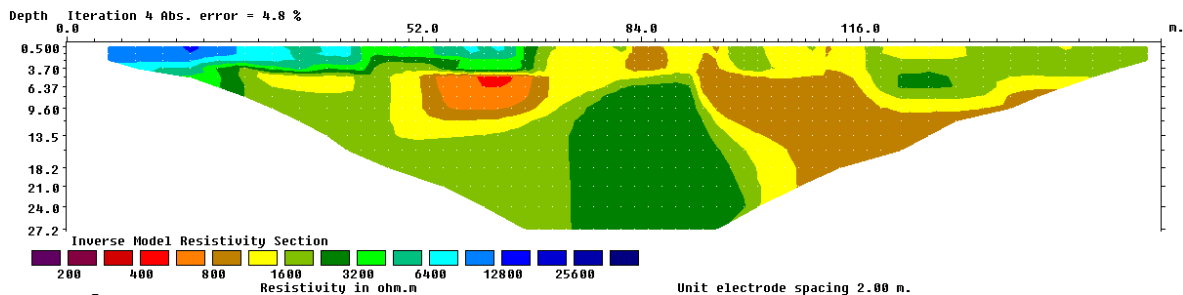 Depth Iteration 4 Abs. error = 4.8 %
0.0 52.0 84.0 116.0 m.
0.500
3.70
6.37
9.60
13.5
18.2
21.0
24.0
27.2
Inverse Model Resistivity Section
200 400 800 1600 3200 6400 12800 25600
Resistivity in ohm.m Unit electrode spacing 2.00 m.